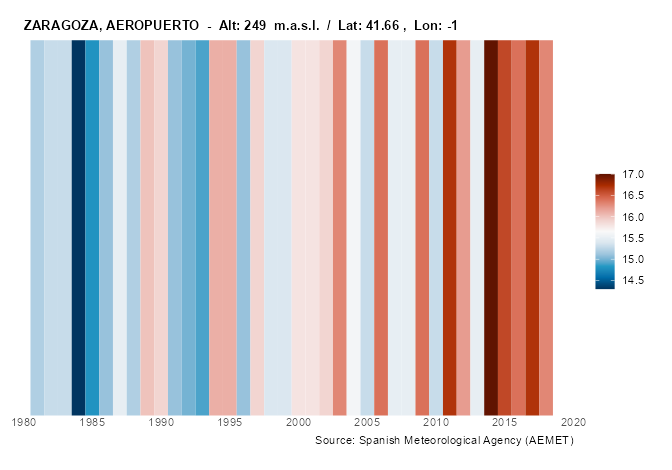 ZARAGOZA, AEROPUERTO - Alt: 249 m.a.s.l. / Lat: 41.66 , Lon: -1
17.0
16.5
16.0
15.5
15.0
14.5
1980 1985 1990 1995 2000 2005 2010 2015 2020
Source: Spanish Meteorological Agency (AEMET)